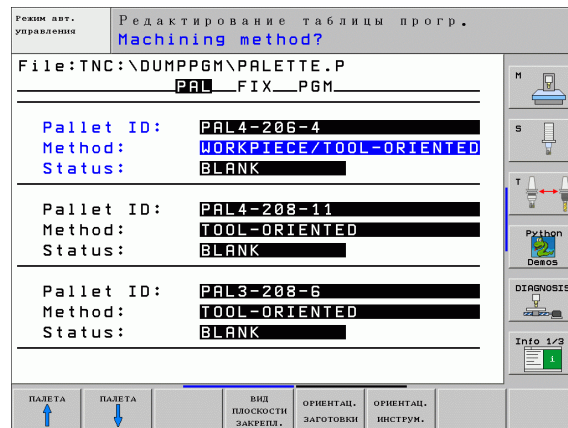 Режим авт.
управления
Редактирование таблицы прогр.
Machining method?
File:TNC:\DUMPPGM\PALETTE.P
PAL FIX PGM
Pallet ID: PAL4-206-4
Method: WORKPIECE/TOOL-ORIENTED
Status: BLANK
Pallet ID: PAL4-208-11
Method: TOOL-ORIENTED
Status: BLANK
Pallet ID: PAL3-208-6
Method: TOOL-ORIENTED
Status: BLANK
M
S
T
Python
Demos
DIAGNOSIS
Info 1/3
i
ПАЛЕТА
ПАЛЕТА
ВИД
ПЛОСКОСТИ
ЗАКРЕПЛ.
ОРИЕНТАЦ.
ЗАГОТОВКИ
ОРИЕНТАЦ.
ИНСТРУМ.